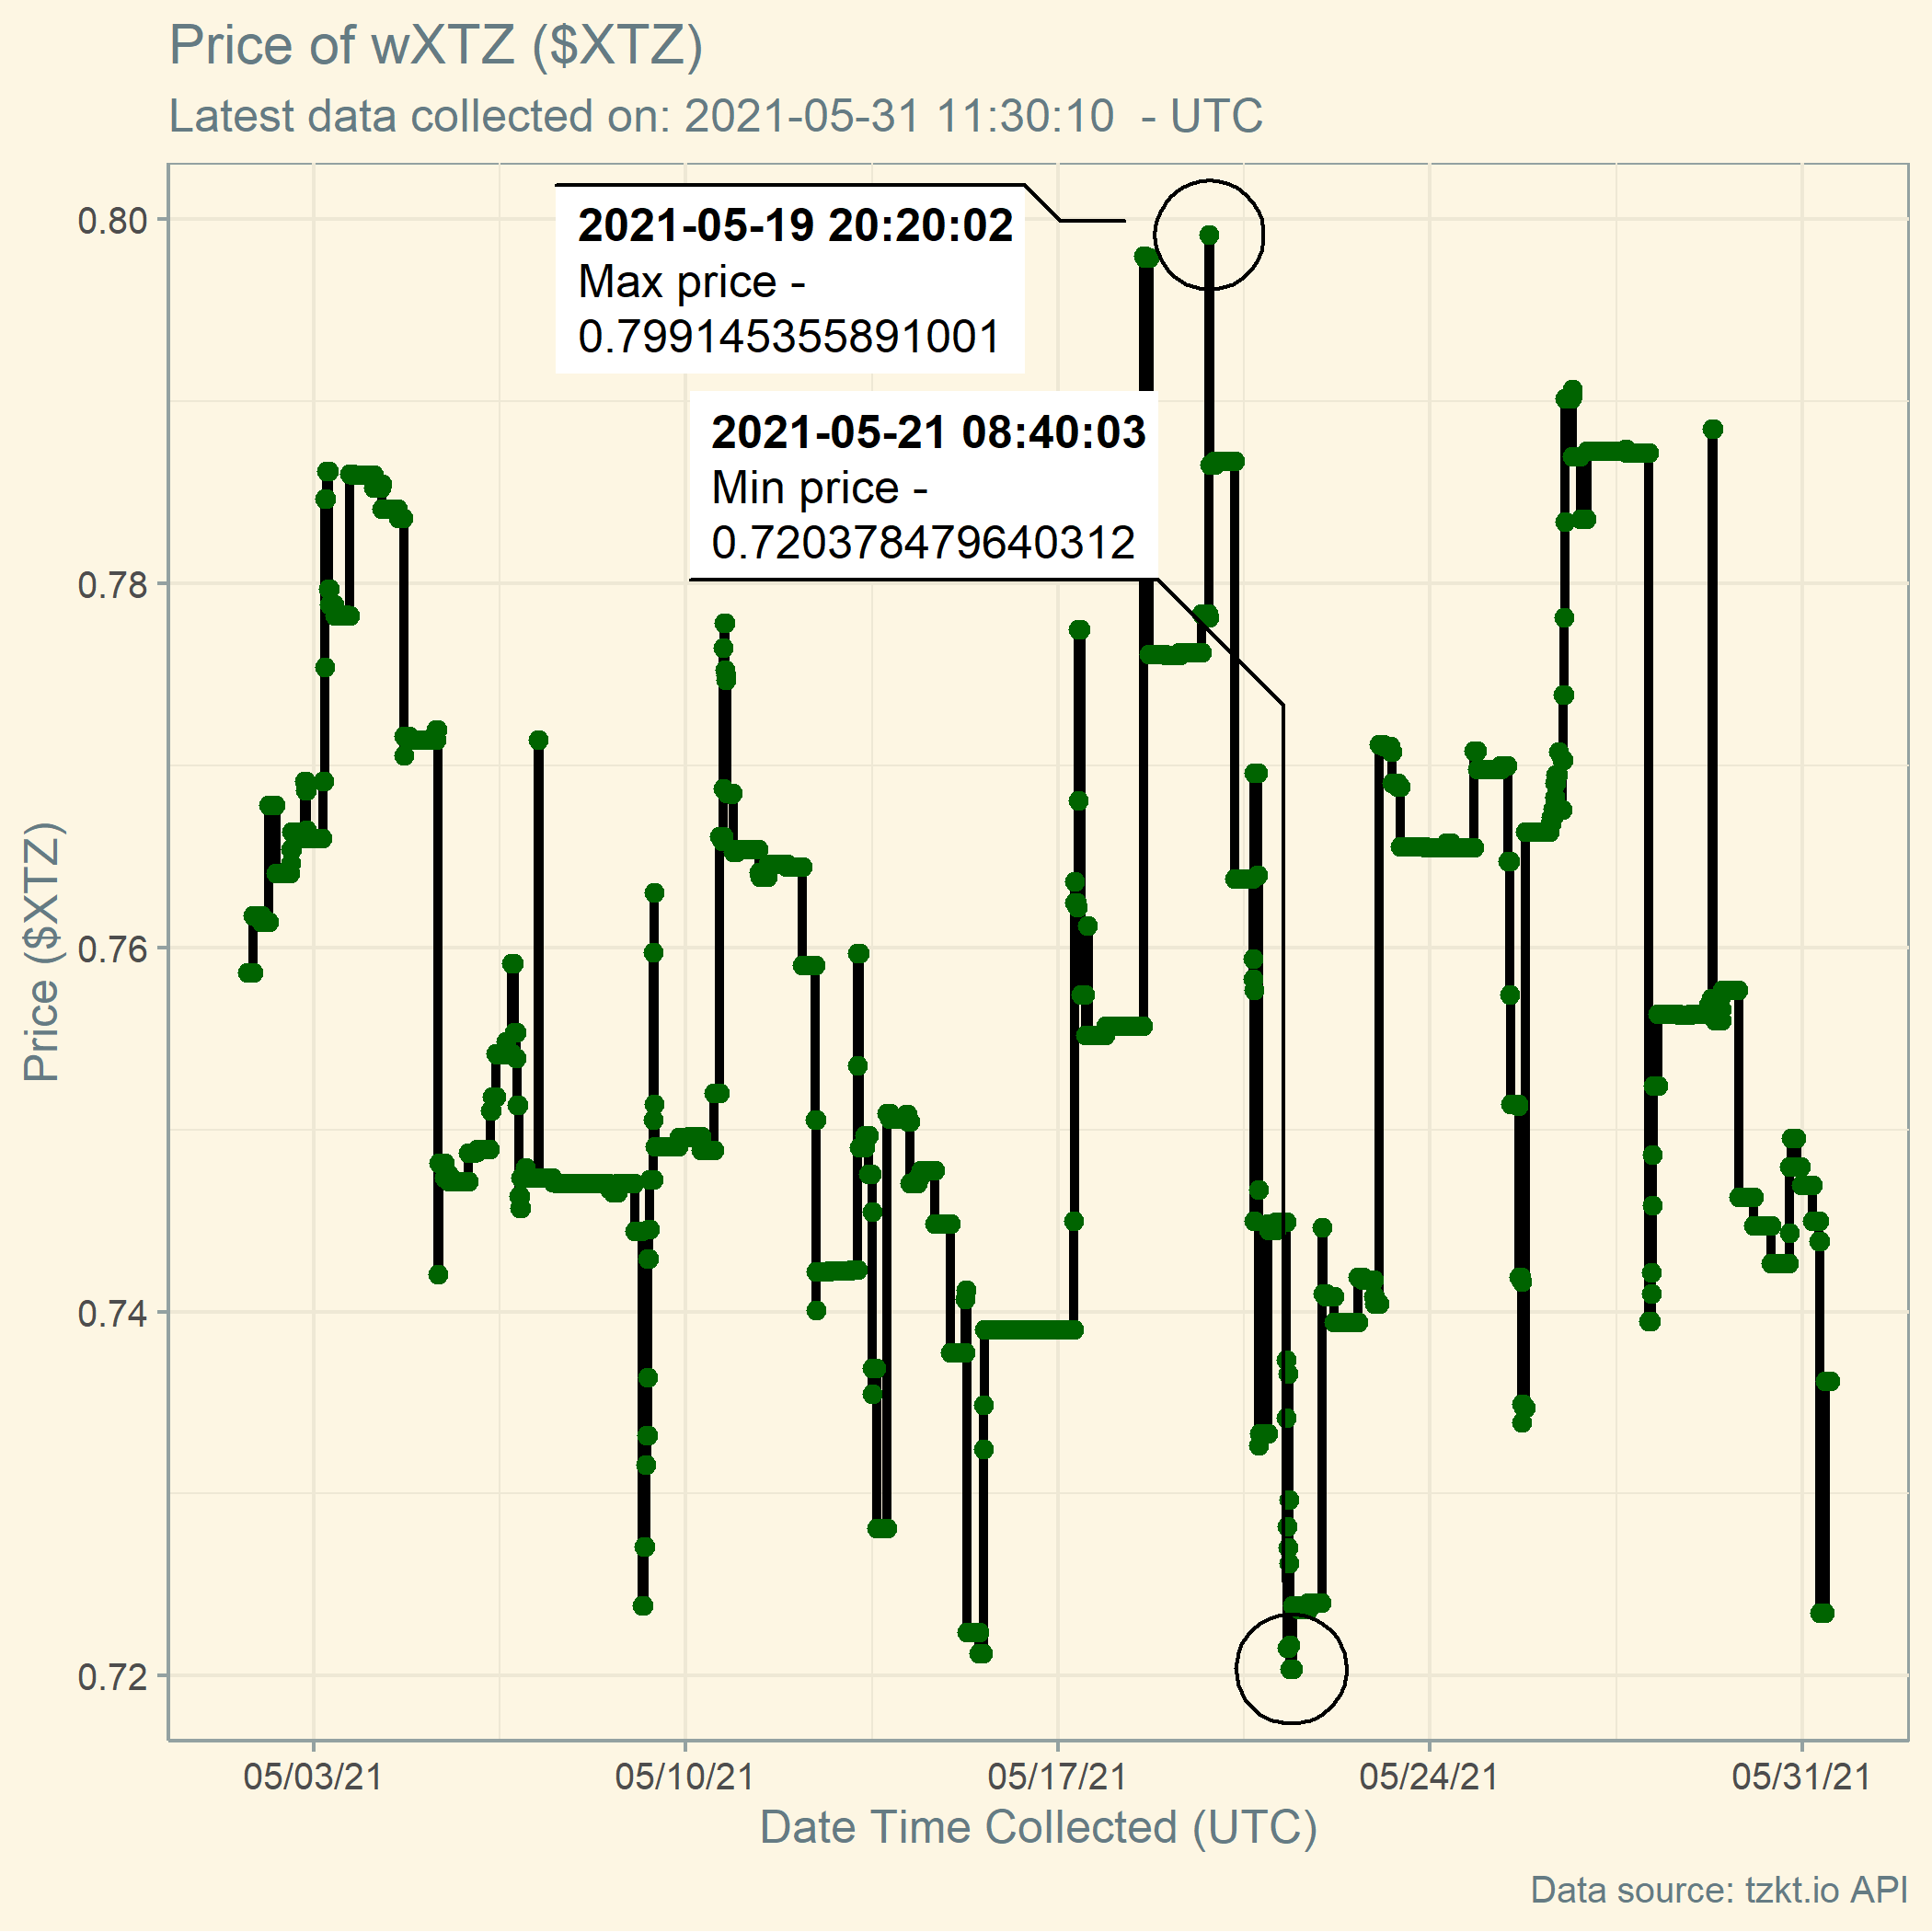 Price of wXTZ ($XTZ)
Latest data collected on: 2021-05-31 11:30:10  - UTC
0.80
0.78
0.76
0.74
0.72
Price ($XTZ)
2021-05-19 20:20:02
Max price -
0.799145355891001
2021-05-21 08:40:03
Min price -
0.720378479640312
05/03/21
05/10/21
05/17/21
05/24/21
05/31/21
Date Time Collected (UTC)
Data source: tzkt.io API